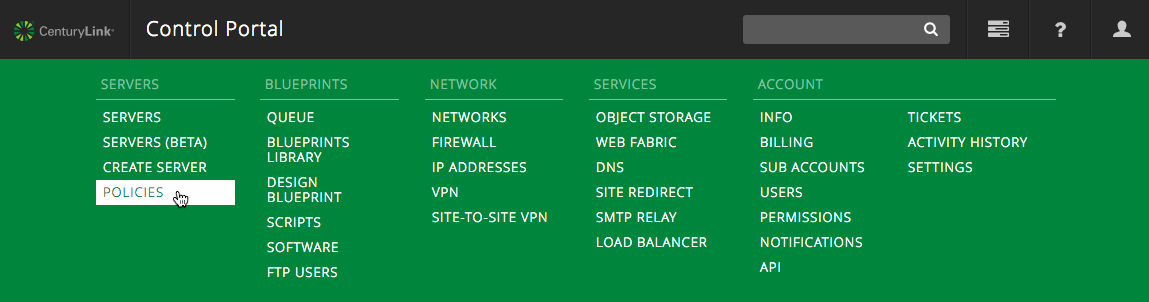 CenturyLink
Control Portal
SERVERS
SERVERS
SERVERS (BETA)
CREATE SERVER
POLICIES
BLUEPRINTS
QUEUE
BLUEPRINTS
LIBRARY
DESIGN
BLUEPRINT
SCRIPTS
SOFTWARE
FTP USERS
NETWORK
NETWORKS
FIREWALL
IP ADDRESSES
VPN
SITE-TO-SITE VPN
SERVICES
OBJECT STORAGE
WEB FABRIC
DNS
SITE REDIRECT
SMTP RELAY
LOAD BALANCER
ACCOUNT
INFO
BILLING
SUB ACCOUNTS
USERS
PERMISSIONS
NOTIFICATIONS
API
TICKETS
ACTIVITY HISTORY
SETTINGS